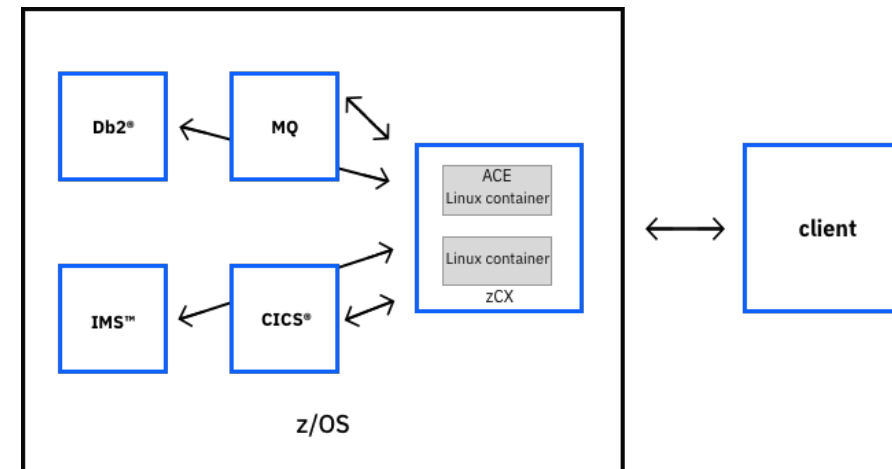 Db2®
MQ
ACE
Linux container
Linux container
zCX
client
IMS™
CICS®
z/OS